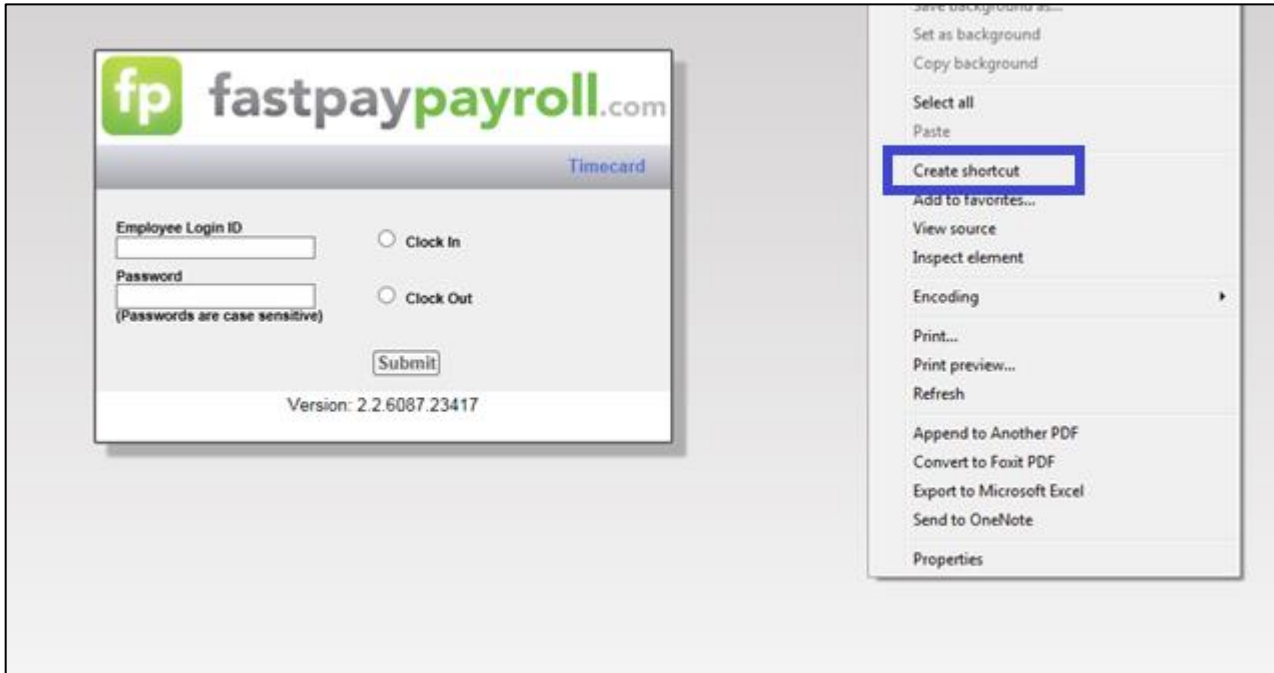 fp fastpaypayroll.com
Timecard
Employee Login ID
Clock In
Password
Clock Out
(Passwords are case sensitive)
Submit
Version: 2.2.6087.23417
Save background as...
Set as background
Copy background
Select all
Paste
Create shortcut
Add to favorites...
View source
Inspect element
Encoding
Print...
Print preview...
Refresh
Append to Another PDF
Convert to Foxit PDF
Export to Microsoft Excel
Send to OneNote
Properties